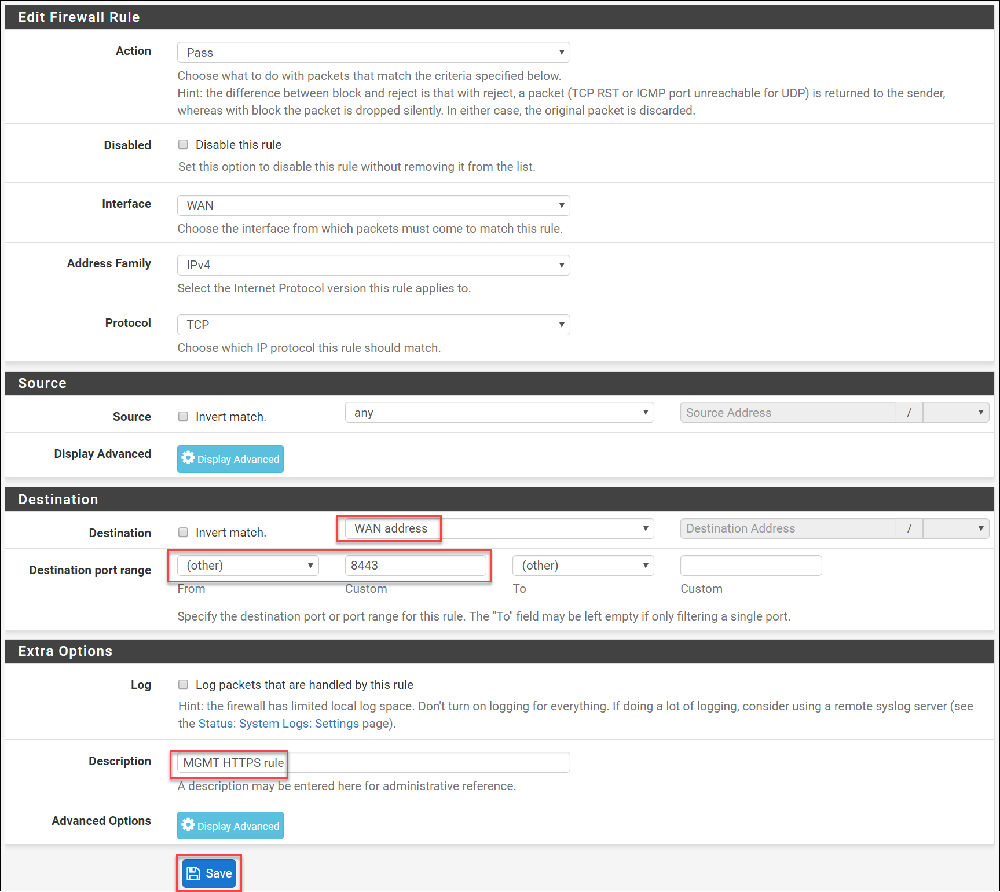 Edit Firewall Rule
Action
Pass
Choose what to do with packets that match the criteria specified below.
Hint: the difference between block and reject is that with reject, a packet (TCP RST or ICMP port unreachable for UDP) is returned to the sender,
whereas with block the packet is dropped silently. In either case, the original packet is discarded.
Disabled
Disable this rule
Set this option to disable this rule without removing it from the list.
Interface
WAN
Choose the interface from which packets must come to match this rule.
Address Family
IPv4
Select the Internet Protocol version this rule applies to.
Protocol
TCP
Choose which IP protocol this rule should match.
Source
Source
Invert match.
any
Source Address
/
Display Advanced
Display Advanced
Destination
Destination
Invert match.
WAN address
Destination Address
/
Destination port range
(other)
8443
(other)
From
Custom
To
Custom
Specify the destination port or port range for this rule. The "To" field may be left empty if only filtering a single port.
Extra Options
Log
Log packets that are handled by this rule
Hint: the firewall has limited local log space. Don't turn on logging for everything. If doing a lot of logging, consider using a remote syslog server (see
the Status: System Logs: Settings page).
Description
MGMT HTTPS rule
A description may be entered here for administrative reference.
Advanced Options
Display Advanced
Save